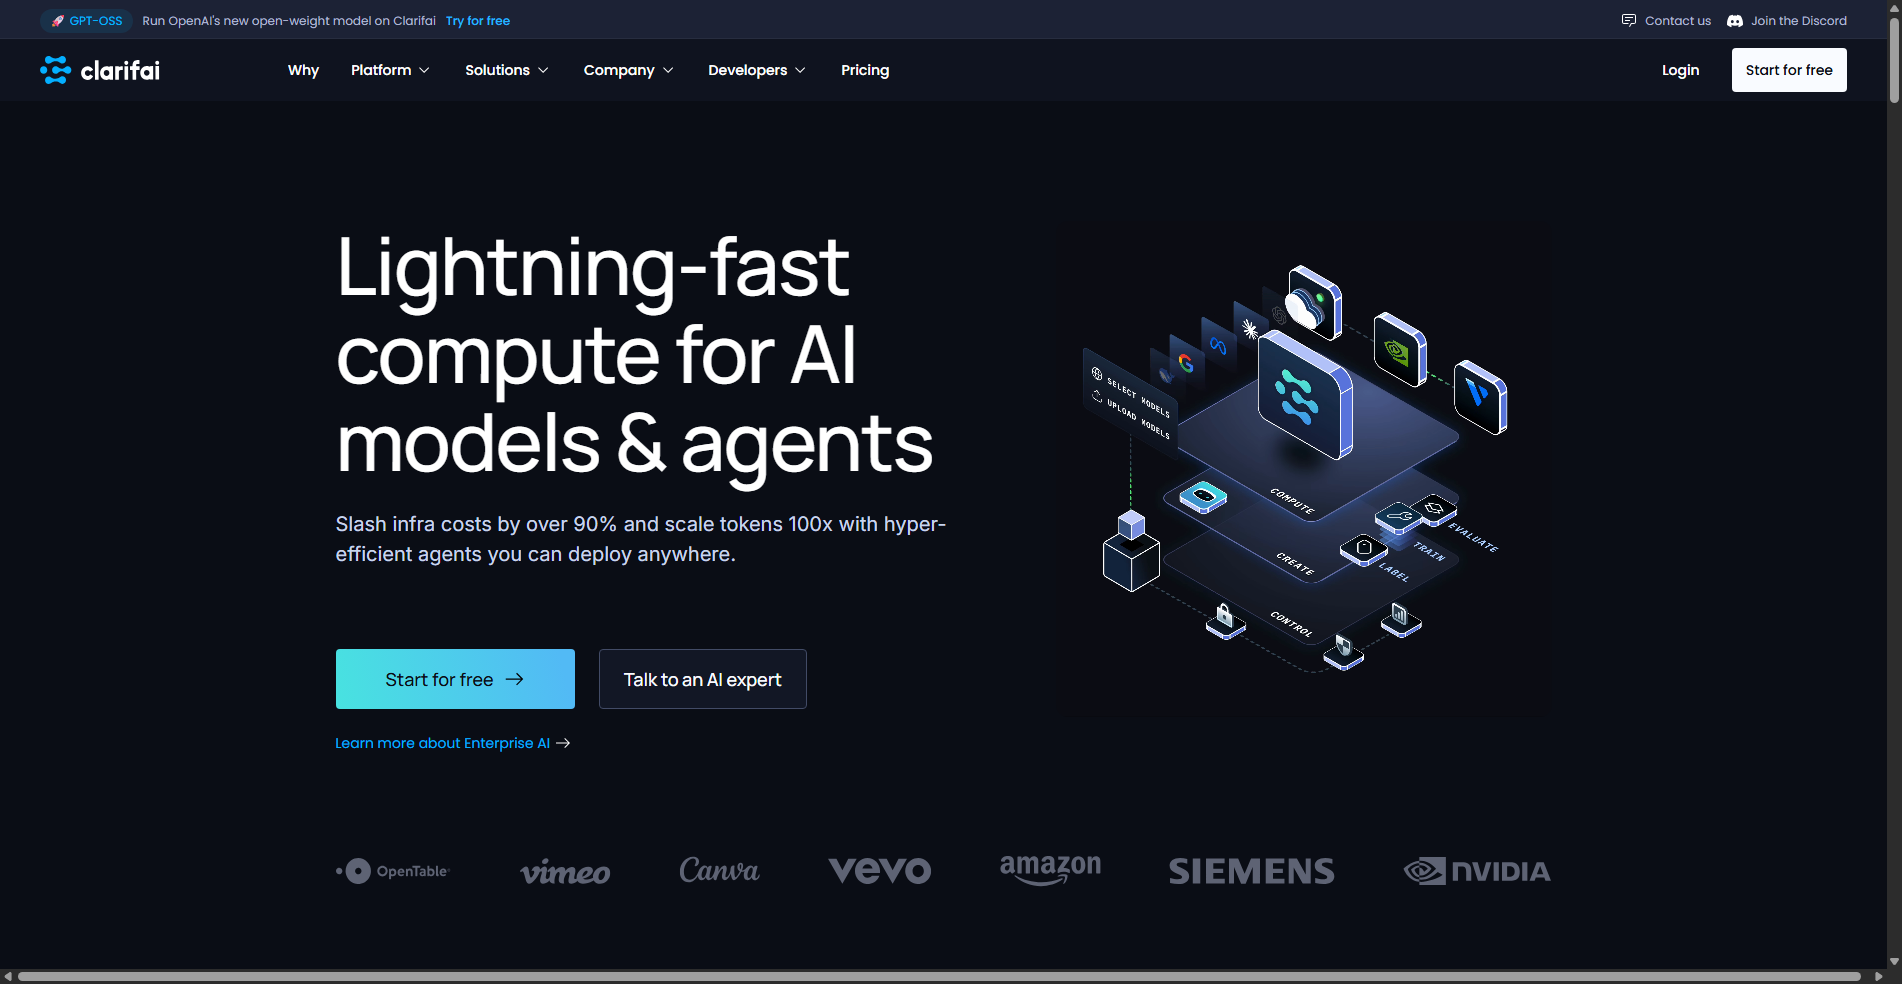 GPT-OSS Run OpenAI's new open-weight model on Clarifai Try for free Contact us Join the Discord
clarifai Why Platform Solutions Company Developers Pricing Login Start for free
Lightning-fast
compute for AI
models & agents
Slash infra costs by over 90% and scale tokens 100x with hyper-
efficient agents you can deploy anywhere.
Start for free Talk to an AI expert
Learn more about Enterprise AI
SELECT MODELS
UPLOAD MODELS
COMPUTE
EVALUATE
TRAIN
CREATE
LABEL
CONTROL
OpenTable vimeo Canva vevo amazon SIEMENS NVIDIA